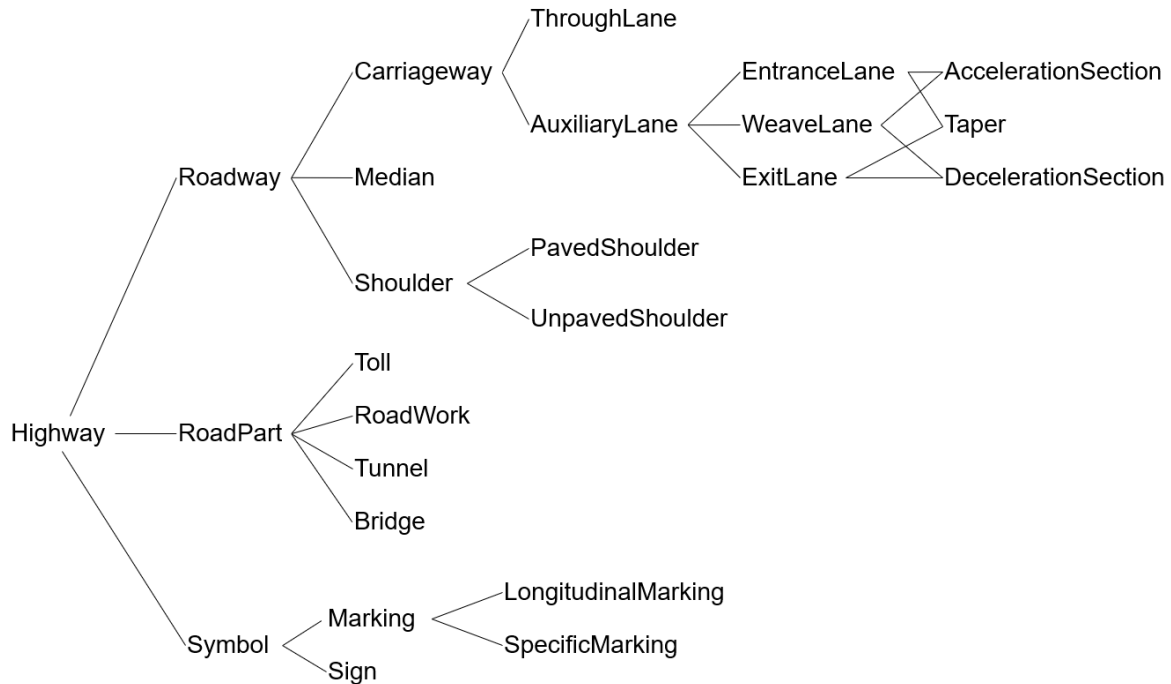 ThroughLane
Carriageway
EntranceLane
AccelerationSection
AuxiliaryLane
WeaveLane
Taper
Roadway
Median
ExitLane
DecelerationSection
PavedShoulder
Shoulder
UnpavedShoulder
Toll
RoadWork
Highway
RoadPart
Tunnel
Bridge
LongitudinalMarking
Marking
Symbol
SpecificMarking
Sign